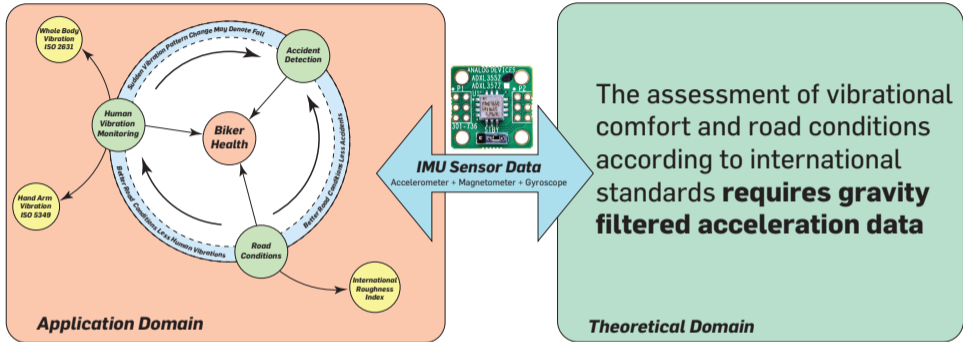 Whole Body
Vibration
ISO 2631
Sudden Vibration Pattern Change May Denote Fall
Accident
Detection
Human
Vibration
Monitoring
Biker
Health
Hand Arm
Vibration
ISO 5349
Better Road Conditions Less Human Vibrations
Better Road Conditions Less Accidents
Road
Conditions
International
Roughness
Index
Application Domain
ANALOG DEVICES
ADXL355Z
ADXL357Z
P1
P2
STBY
IMU Sensor Data
Accelerometer + Magnetometer + Gyroscope
The assessment of vibrational
comfort and road conditions
according to international
standards requires gravity
filtered acceleration data
Theoretical Domain